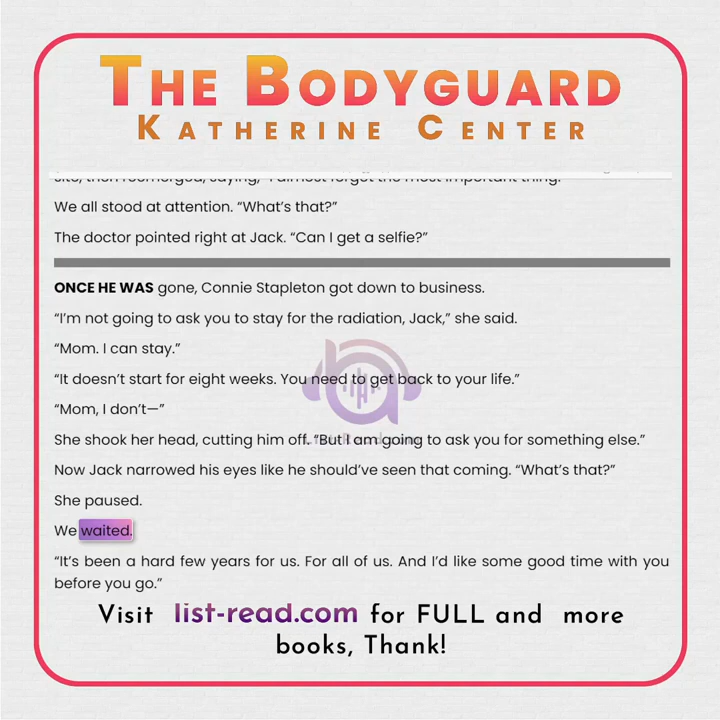 THE BODYGUARD
KATHERINE CENTER
the most important thing."
We all stood at attention. “What’s that?”
The doctor pointed right at Jack. “Can I get a selfie?”
ONCE HE WAS gone, Connie Stapleton got down to business.
“I’m not going to ask you to stay for the radiation, Jack,” she said.
“Mom. I can stay.”
“It doesn’t start for eight weeks. You need to get back to your life.”
“Mom, I don’t—”
She shook her head, cutting him off. “But I am going to ask you for something else.”
Now Jack narrowed his eyes like he should’ve seen that coming. “What’s that?”
She paused.
We waited.
“It’s been a hard few years for us. For all of us. And I’d like some good time with you
before you go.”
Visit list-read.com for FULL and more
books, Thank!